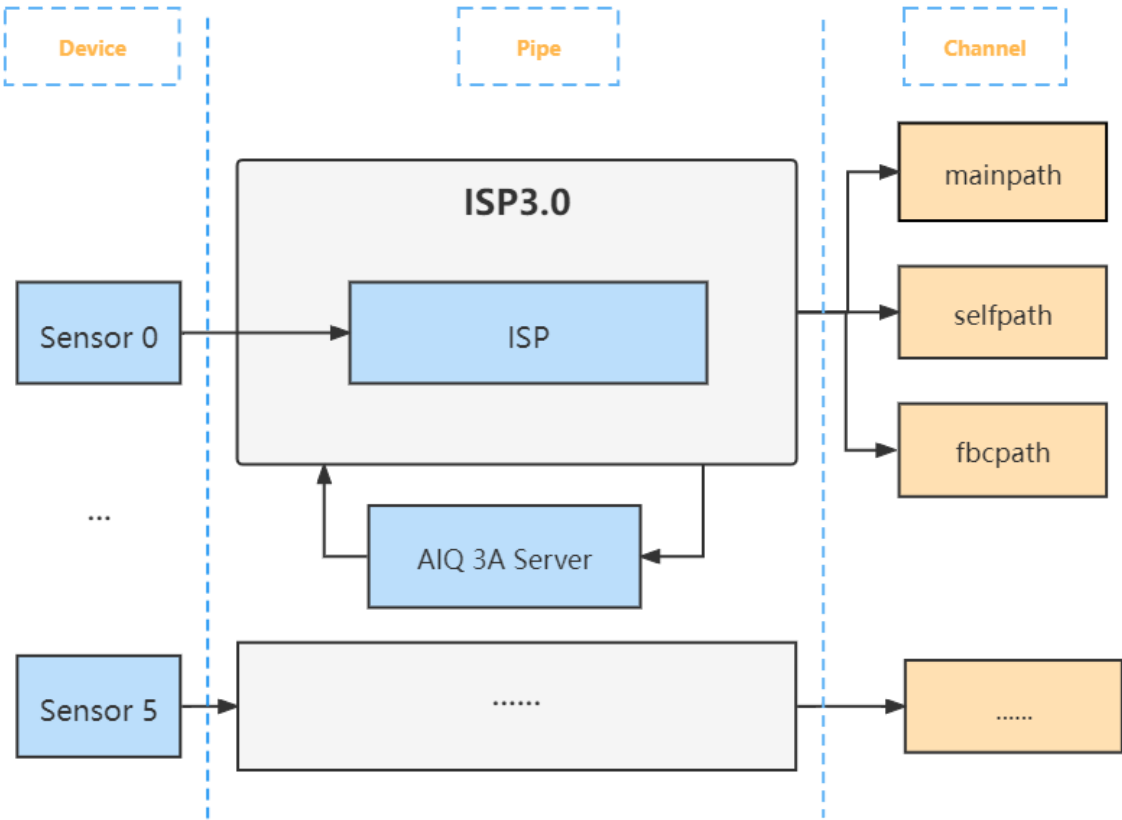 Device
Pipe
Channel
ISP3.0
mainpath
Sensor 0
ISP
selfpath
fbcpath
...
AIQ 3A Server
Sensor 5
......
......